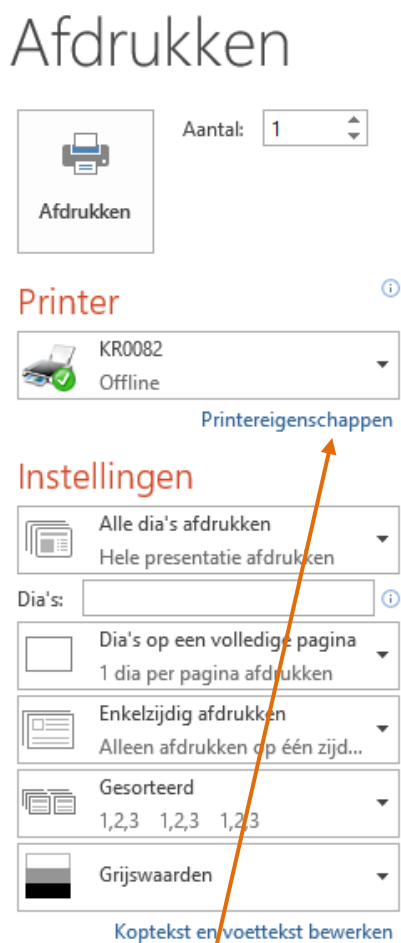 Afdrukken
Aantal: 1
Afdrukken
Printer
KR0082
Offline
Printereigenschappen
Instellingen
Alle dia's afdrukken
Hele presentatie afdrukken
Dia's:
Dia's op een volledige pagina
1 dia per pagina afdrukken
Enkelzijdig afdrukken
Alleen afdrukken op één zijd...
Gesorteerd
1,2,3 1,2,3 1,2,3
Grijswaarden
Koptekst en voettekst bewerken